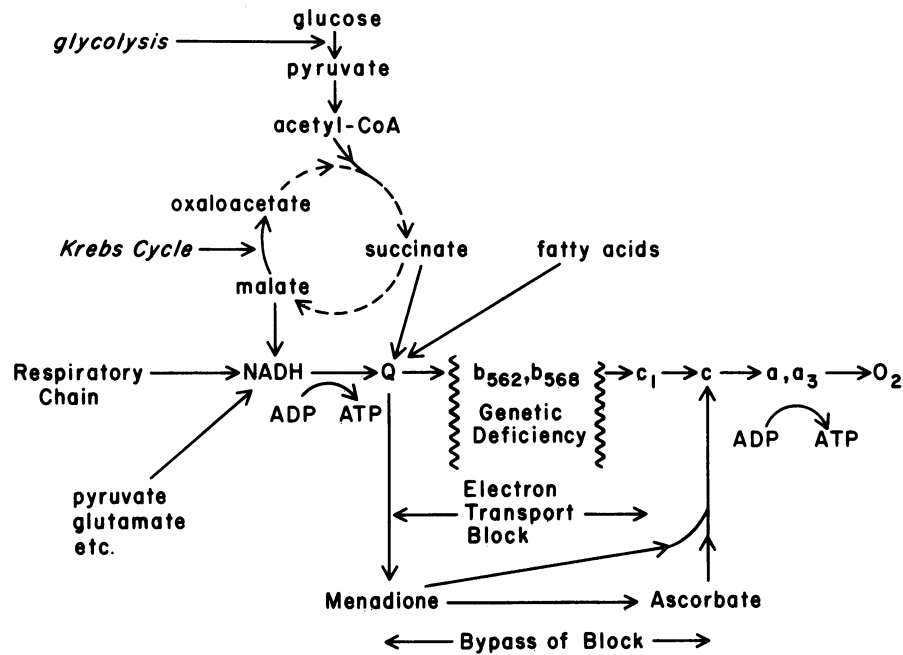 glucose
glycolysis
pyruvate
acetyl-CoA
oxaloacetate
Krebs Cycle
succinate
fatty acids
malate
Respiratory
Chain
NADH
Q
b562,b568
c1
c
a,a3
O2
ADP
ATP
Genetic
Deficiency
ADP
ATP
pyruvate
glutamate
etc.
Electron
Transport
Block
Menadione
Ascorbate
Bypass of Block